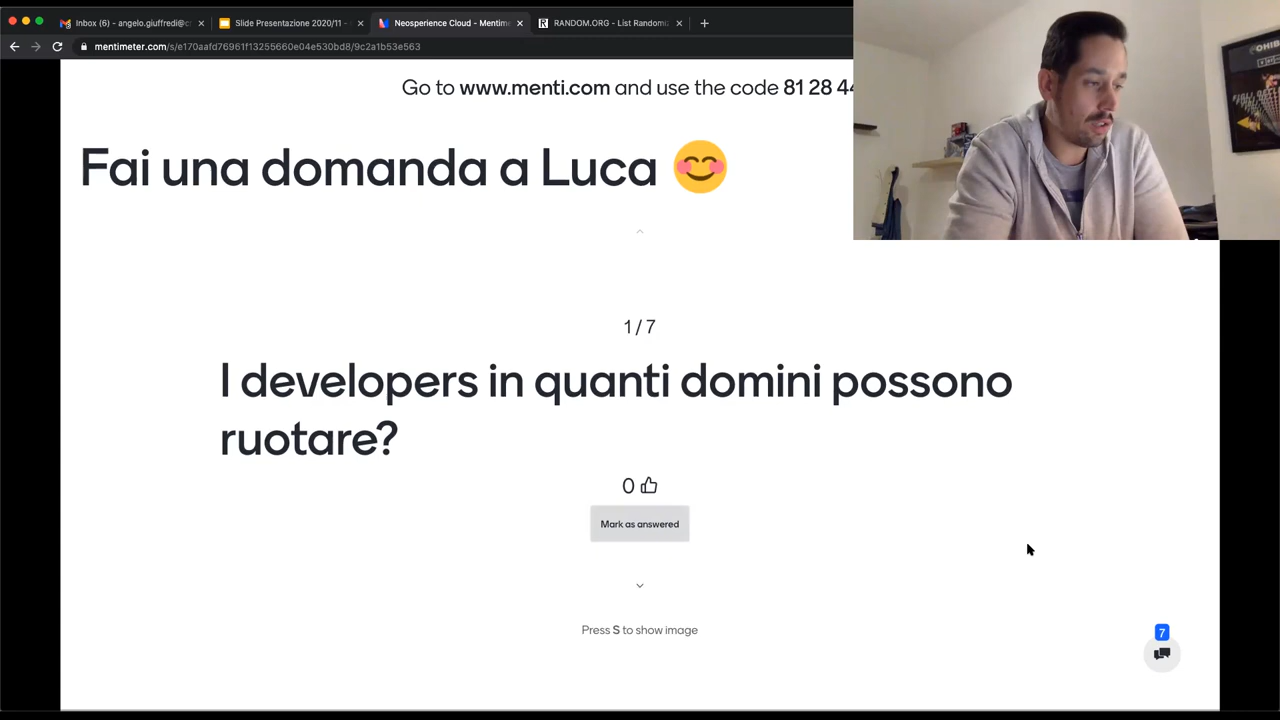 Inbox (6) - angelo.giuffredi@c
Slide Presentazione 2020/11 -
Neosperience Cloud - Mentime
RANDOM.ORG - List Randomi
mentimeter.com/s/e170aafd76961f13255660e04e530bd8/9c2a1b53e563
Go to www.menti.com and use the code 81 28 44
Fai una domanda a Luca 😊
1 / 7
I developers in quanti domini possono
ruotare?
0
Mark as answered
Press S to show image
7